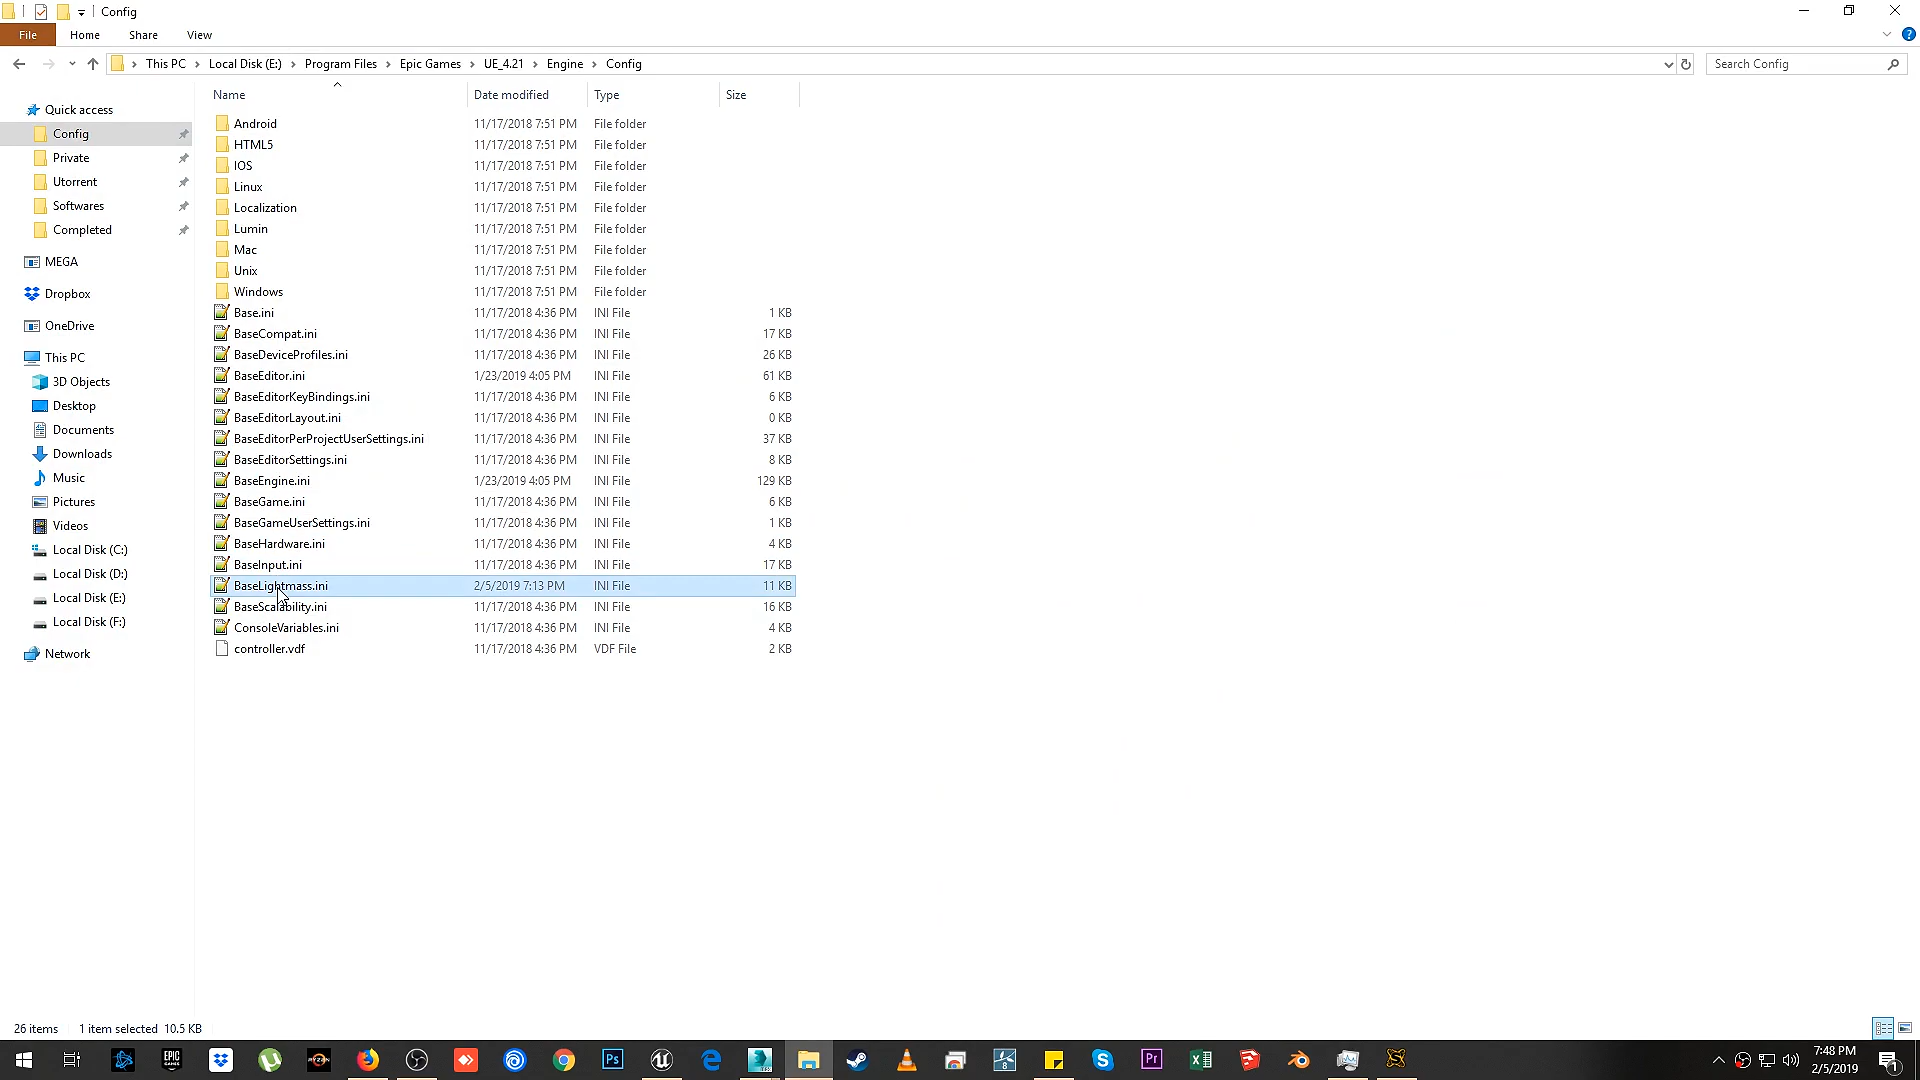 Config
File Home Share View
This PC Local Disk (E:) Program Files Epic Games UE_4.21 Engine Config Search Config
Name Date modified Type Size
Quick access
Config
Private
Utorrent
Softwares
Completed
MEGA
Dropbox
OneDrive
This PC
3D Objects
Desktop
Documents
Downloads
Music
Pictures
Videos
Local Disk (C:)
Local Disk (D:)
Local Disk (E:)
Local Disk (F:)
Network
Android 11/17/2018 7:51 PM File folder
HTML5 11/17/2018 7:51 PM File folder
IOS 11/17/2018 7:51 PM File folder
Linux 11/17/2018 7:51 PM File folder
Localization 11/17/2018 7:51 PM File folder
Lumin 11/17/2018 7:51 PM File folder
Mac 11/17/2018 7:51 PM File folder
Unix 11/17/2018 7:51 PM File folder
Windows 11/17/2018 7:51 PM File folder
Base.ini 11/17/2018 4:36 PM INI File 1 KB
BaseCompat.ini 11/17/2018 4:36 PM INI File 17 KB
BaseDeviceProfiles.ini 11/17/2018 4:36 PM INI File 26 KB
BaseEditor.ini 1/23/2019 4:05 PM INI File 61 KB
BaseEditorKeyBindings.ini 11/17/2018 4:36 PM INI File 6 KB
BaseEditorLayout.ini 11/17/2018 4:36 PM INI File 0 KB
BaseEditorPerProjectUserSettings.ini 11/17/2018 4:36 PM INI File 37 KB
BaseEditorSettings.ini 11/17/2018 4:36 PM INI File 8 KB
BaseEngine.ini 1/23/2019 4:05 PM INI File 129 KB
BaseGame.ini 11/17/2018 4:36 PM INI File 6 KB
BaseGameUserSettings.ini 11/17/2018 4:36 PM INI File 1 KB
BaseHardware.ini 11/17/2018 4:36 PM INI File 4 KB
BaseInput.ini 11/17/2018 4:36 PM INI File 17 KB
BaseLightmass.ini 2/5/2019 7:13 PM INI File 11 KB
BaseScalability.ini 11/17/2018 4:36 PM INI File 16 KB
ConsoleVariables.ini 11/17/2018 4:36 PM INI File 4 KB
controller.vdf 11/17/2018 4:36 PM VDF File 2 KB
26 items 1 item selected 10.5 KB
EPIC GAMES RYZEN Ps Pr
7:48 PM
2/5/2019